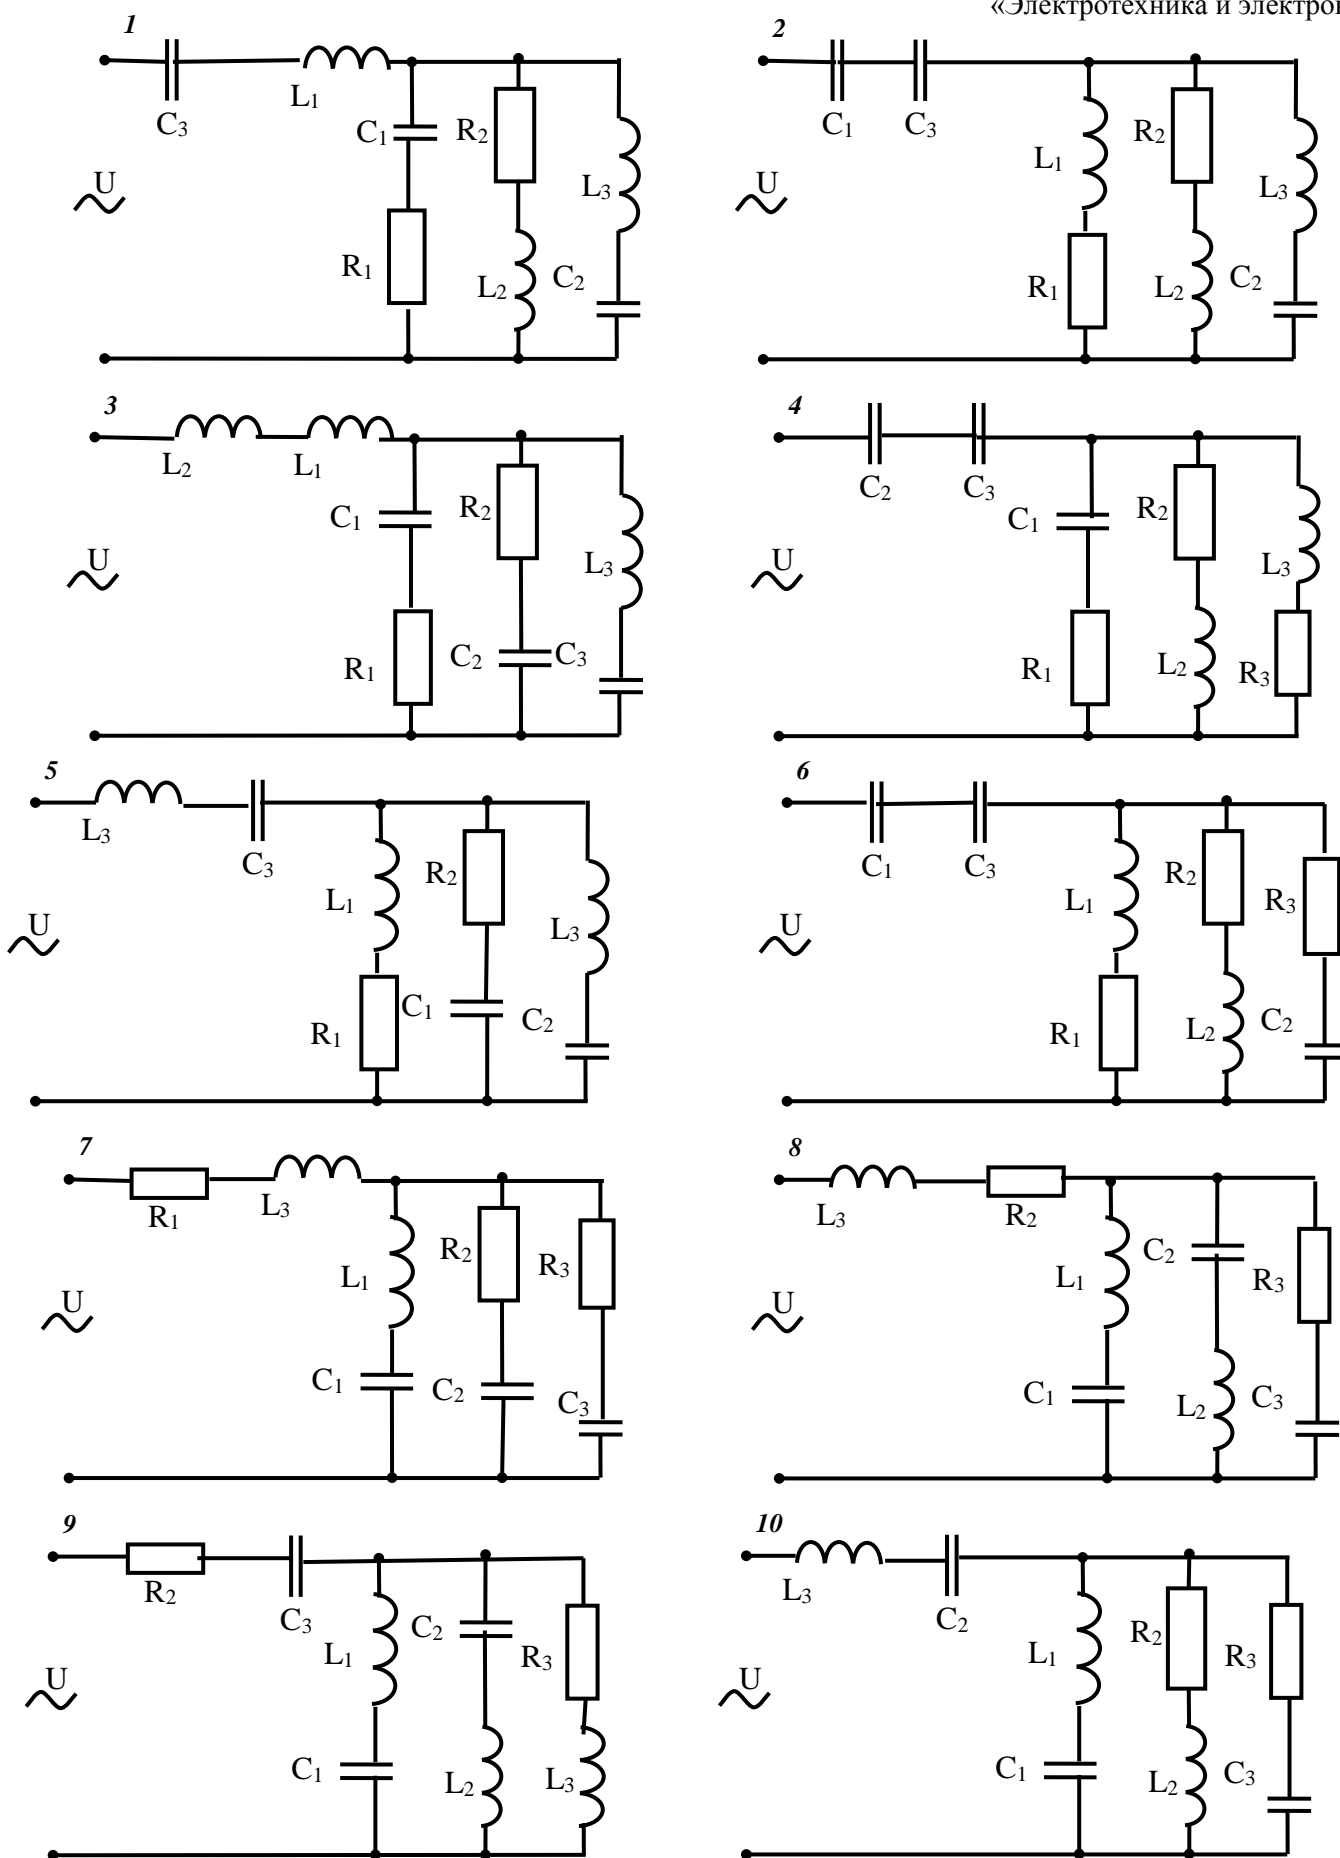 «Электротехника и электро
1
L₁
C₃
C₁
R₂
U
L₃
R₁
L₂
C₂
2
C₁
C₃
L₁
R₂
U
L₃
R₁
L₂
C₂
3
L₂
L₁
C₁
R₂
U
L₃
R₁
C₂
C₃
4
C₂
C₃
C₁
R₂
U
L₃
R₁
L₂
R₃
5
L₃
C₃
L₁
R₂
U
L₃
R₁
C₁
C₂
6
C₁
C₃
L₁
R₂
R₃
U
R₁
L₂
C₂
7
R₁
L₃
L₁
R₂
R₃
U
C₁
C₂
C₃
8
L₃
R₂
L₁
C₂
R₃
U
C₁
L₂
C₃
9
R₂
C₃
L₁
C₂
R₃
U
C₁
L₂
L₃
10
L₃
C₂
L₁
R₂
R₃
U
C₁
L₂
C₃